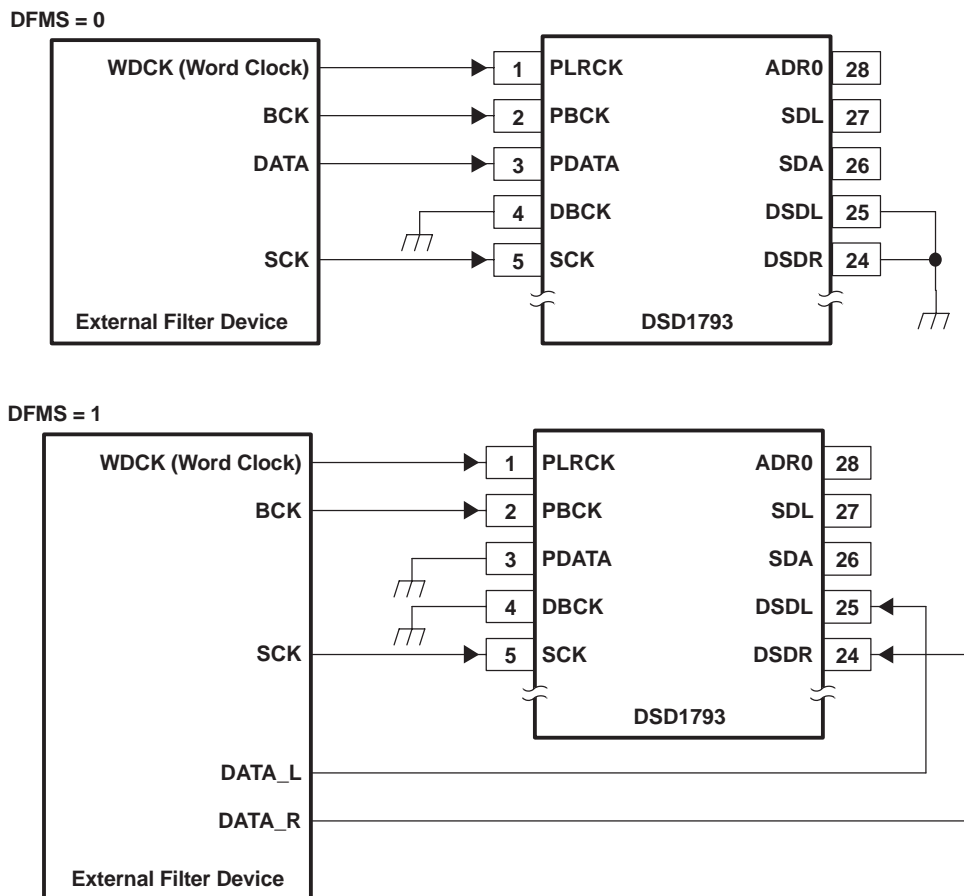 DFMS = 0
WDCK (Word Clock) 1 PLRCK ADR0 28
BCK 2 PBCK SDL 27
DATA 3 PDATA SDA 26
4 DBCK DSDL 25
SCK 5 SCK DSDR 24
External Filter Device DSD1793
DFMS = 1
WDCK (Word Clock) 1 PLRCK ADR0 28
BCK 2 PBCK SDL 27
3 PDATA SDA 26
4 DBCK DSDL 25
SCK 5 SCK DSDR 24
DSD1793
DATA_L
DATA_R
External Filter Device